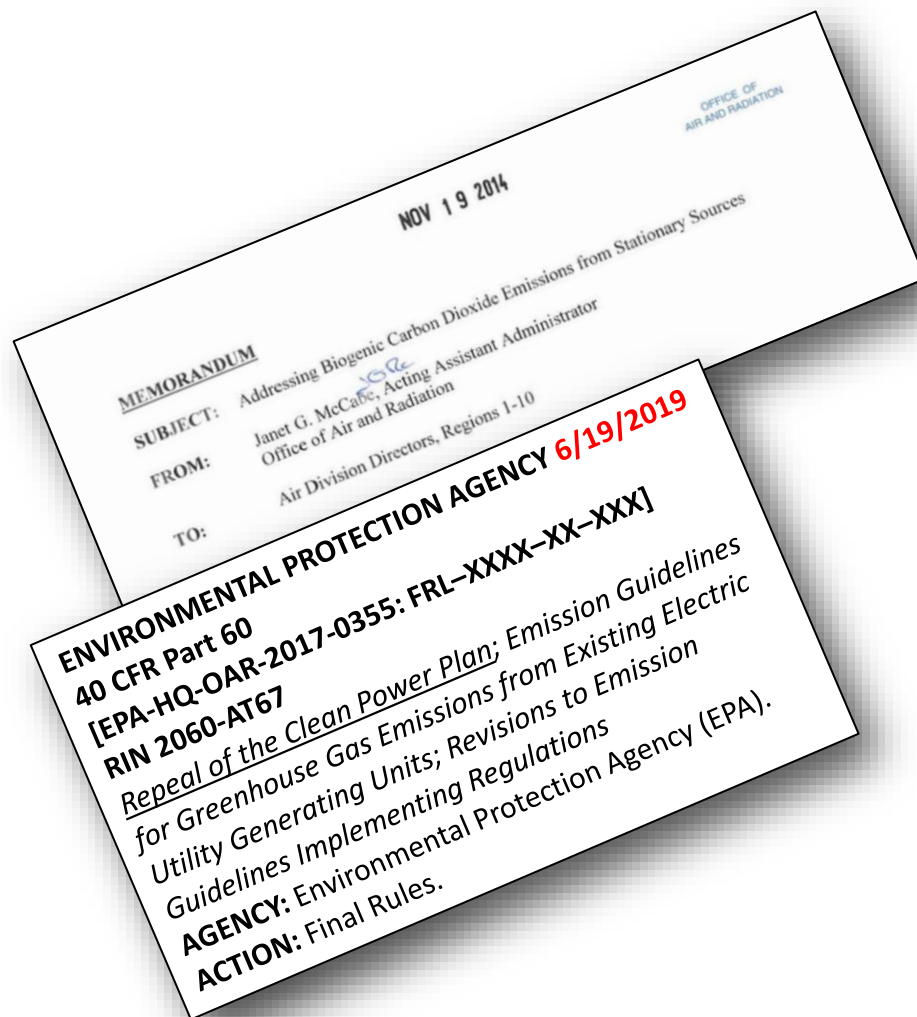 OFFICE OF
AIR AND RADIATION
NOV 1 9 2014
MEMORANDUM
SUBJECT: Addressing Biogenic Carbon Dioxide Emissions from Stationary Sources
FROM: Janet G. McCabe, Acting Assistant Administrator
Office of Air and Radiation
TO: Air Division Directors, Regions 1-10
ENVIRONMENTAL PROTECTION AGENCY 6/19/2019
40 CFR Part 60
[EPA-HQ-OAR-2017-0355: FRL–XXXX–XX–XXX]
RIN 2060-AT67
Repeal of the Clean Power Plan; Emission Guidelines
for Greenhouse Gas Emissions from Existing Electric
Utility Generating Units; Revisions to Emission
Guidelines Implementing Regulations
AGENCY: Environmental Protection Agency (EPA).
ACTION: Final Rules.